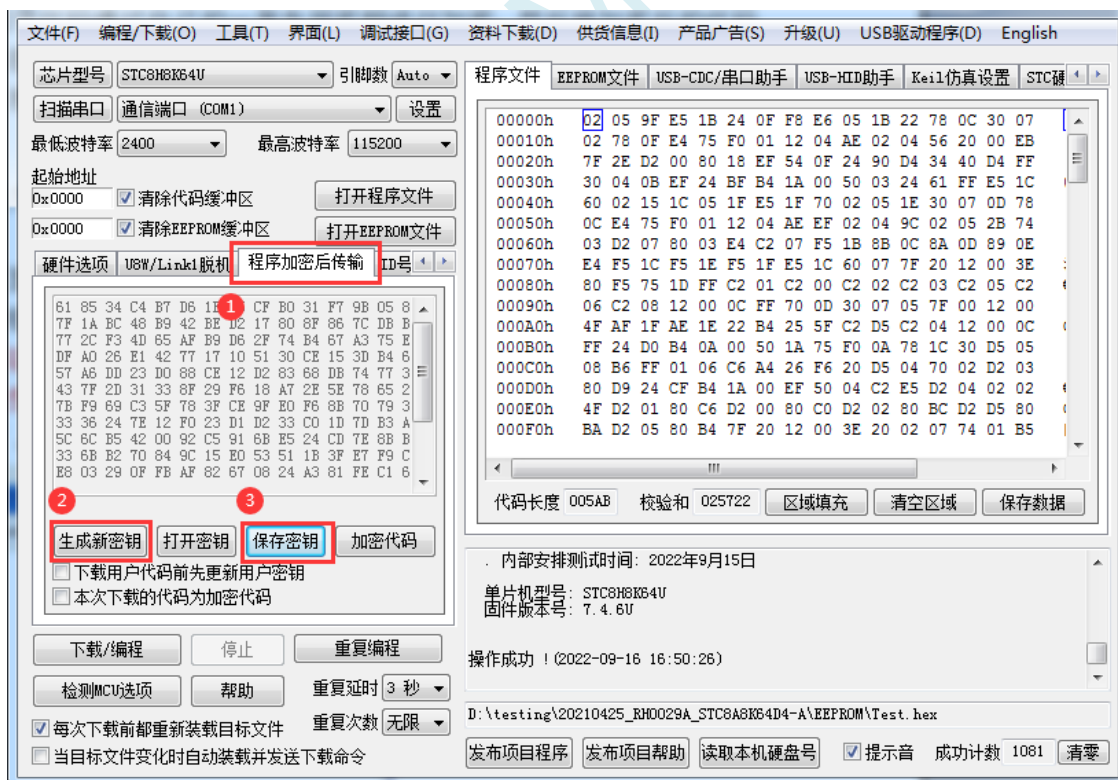 文件(F) 编程/下载(O) 工具(T) 界面(L) 调试接口(G) 资料下载(D) 供货信息(I) 产品广告(S) 升级(U) USB驱动程序(D) English
芯片型号 STC8H8K64U 引脚数 Auto
扫描串口 通信端口 (COM1) 设置
最低波特率 2400 最高波特率 115200
起始地址
0x0000 清除代码缓冲区 打开程序文件
0x0000 清除EEPROM缓冲区 打开EEPROM文件
硬件选项 U8W/Link1脱机 程序加密后传输 ID号
1
61 85 34 C4 B7 D6 CF B0 31 F7 9B 05 8
7F 1A BC 48 B9 42 BE D2 17 80 8F 86 7C DB B
77 2C F3 4D 65 AF B9 D6 2F 74 B4 67 A3 75 E
DF A0 26 E1 42 77 17 10 51 30 CE 15 3D B4 6
57 A6 DD 23 D0 88 CE 12 D2 83 68 DB 74 77 3
43 7F 2D 31 33 8F 29 F6 18 A7 2E 5E 78 65 2
7B F9 69 C3 5F 78 3F CE 9F E0 F6 8B 70 79 3
33 36 24 7E 12 F0 23 D1 D2 33 C0 1D 7D B3 A
5C 6C B5 42 00 92 C5 91 6B E5 24 CD 7E 8B B
33 6B B2 70 84 9C 15 E0 53 51 1B 3F E7 F9 C
E8 03 29 0F FB AF 82 67 08 24 A3 81 FE C1 6
2 3
生成新密钥 打开密钥 保存密钥 加密代码
下载用户代码前先更新用户密钥
本次下载的代码为加密代码
下载/编程 停止 重复编程
检测MCU选项 帮助 重复延时 3 秒
每次下载前都重新装载目标文件 重复次数 无限
当目标文件变化时自动装载并发送下载命令
程序文件 EEPROM文件 USB-CDC/串口助手 USB-HID助手 Keil仿真设置 STC硬
00000h 02 05 9F E5 1B 24 0F F8 E6 05 1B 22 78 0C 30 07
00010h 02 78 0F E4 75 F0 01 12 04 AE 02 04 56 20 00 EB
00020h 7F 2E D2 00 80 18 EF 54 0F 24 90 D4 34 40 D4 FF
00030h 30 04 0B EF 24 BF B4 1A 00 50 03 24 61 FF E5 1C
00040h 60 02 15 1C 05 1F E5 1F 70 02 05 1E 30 07 0D 78
00050h 0C E4 75 F0 01 12 04 AE EF 02 04 9C 02 05 2B 74
00060h 03 D2 07 80 03 E4 C2 07 F5 1B 8B 0C 8A 0D 89 0E
00070h E4 F5 1C F5 1E F5 1F E5 1C 60 07 7F 20 12 00 3E
00080h 80 F5 75 1D FF C2 01 C2 00 C2 02 C2 03 C2 05 C2
00090h 06 C2 08 12 00 0C FF 70 0D 30 07 05 7F 00 12 00
000A0h 4F AF 1F AE 1E 22 B4 25 5F C2 D5 C2 04 12 00 0C
000B0h FF 24 D0 B4 0A 00 50 1A 75 F0 0A 78 1C 30 D5 05
000C0h 08 B6 FF 01 06 C6 A4 26 F6 20 D5 04 70 02 D2 03
000D0h 80 D9 24 CF B4 1A 00 EF 50 04 C2 E5 D2 04 02 02
000E0h 4F D2 01 80 C6 D2 00 80 C0 D2 02 80 BC D2 D5 80
000F0h BA D2 05 80 B4 7F 20 12 00 3E 20 02 07 74 01 B5
代码长度 005AB 校验和 025722 区域填充 清空区域 保存数据
. 内部安排测试时间: 2022年9月15日
单片机型号: STC8H8K64U
固件版本号: 7.4.6U
操作成功 !(2022-09-16 16:50:26)
D:\testing\20210425_RH0029A_STC8A8K64D4-A\EEPROM\Test.hex
发布项目程序 发布项目帮助 读取本机硬盘号 提示音 成功计数 1081 清零